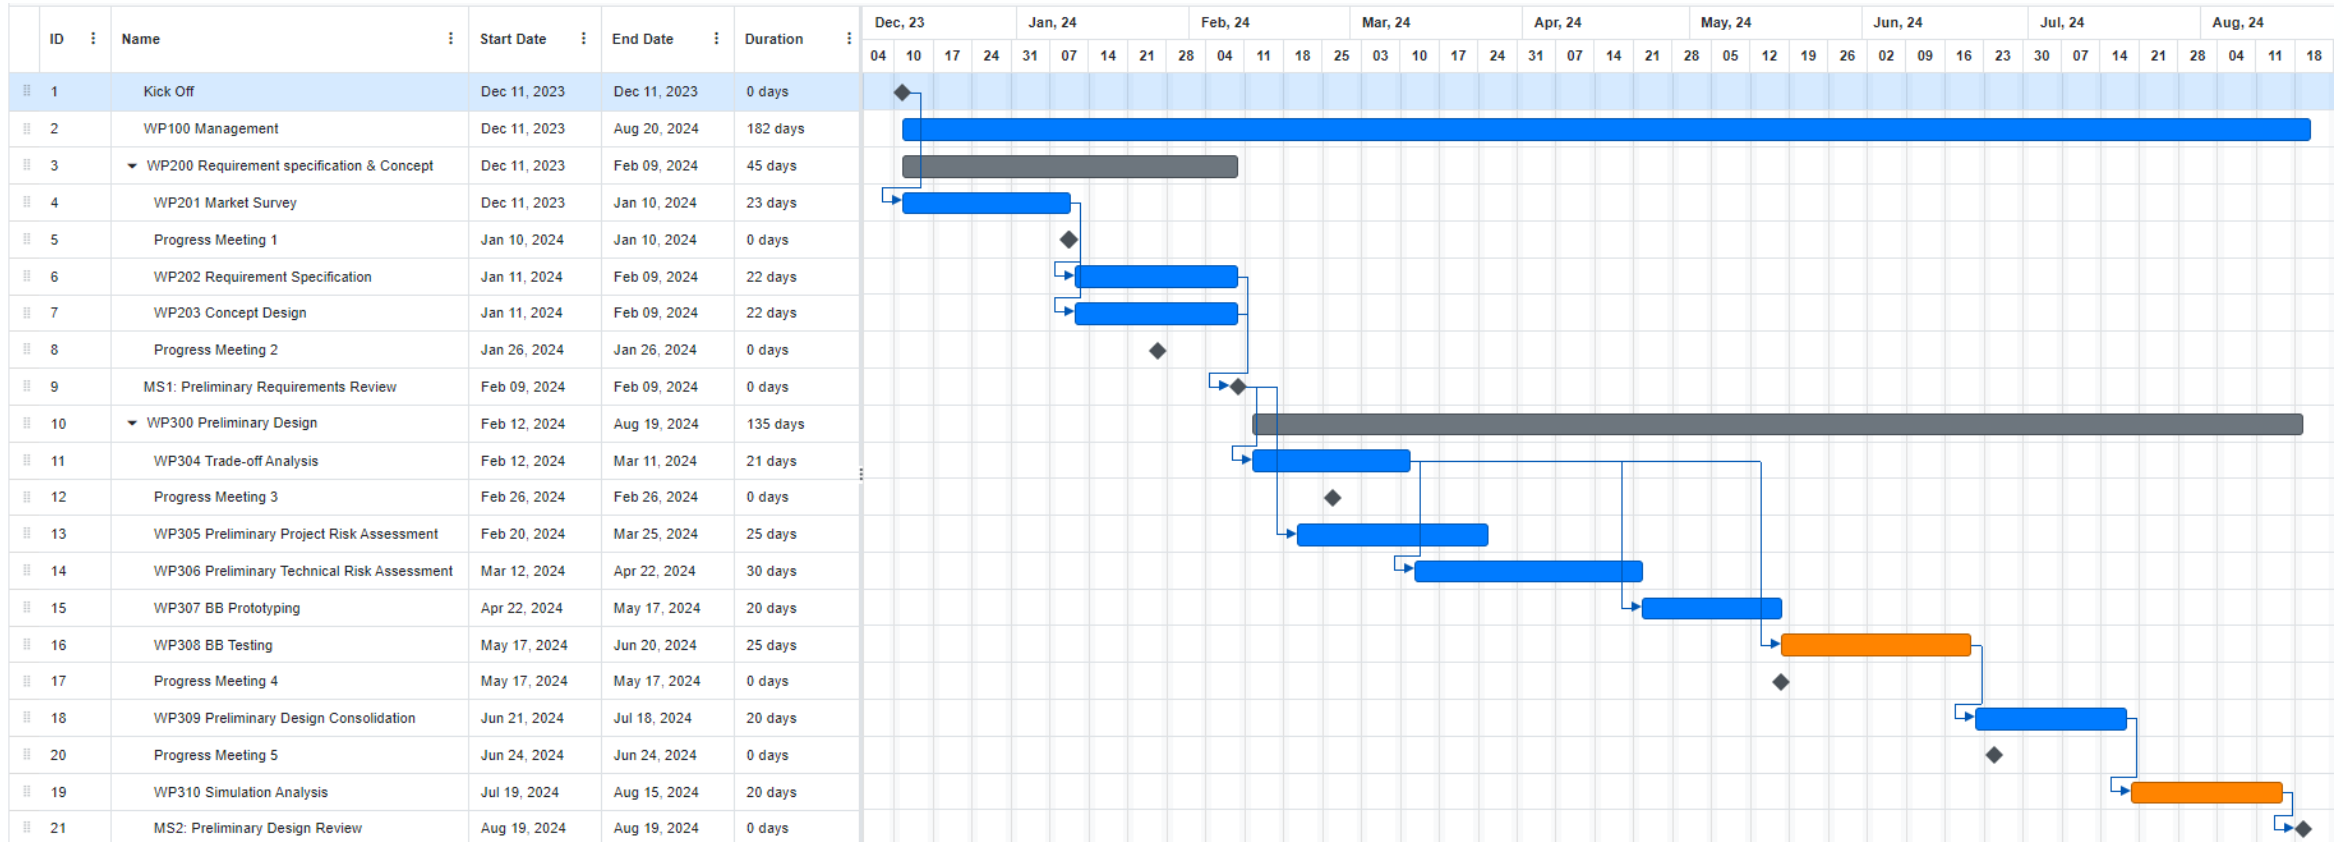 Dec, 23 Jan, 24 Feb, 24 Mar, 24 Apr, 24 May, 24 Jun, 24 Jul, 24 Aug, 24
ID Name Start Date End Date Duration
04 10 17 24 31 07 14 21 28 04 11 18 25 03 10 17 24 31 07 14 21 28 05 12 19 26 02 09 16 23 30 07 14 21 28 04 11 18
1 Kick Off Dec 11, 2023 Dec 11, 2023 0 days
2 WP100 Management Dec 11, 2023 Aug 20, 2024 182 days
3 WP200 Requirement specification & Concept Dec 11, 2023 Feb 09, 2024 45 days
4 WP201 Market Survey Dec 11, 2023 Jan 10, 2024 23 days
5 Progress Meeting 1 Jan 10, 2024 Jan 10, 2024 0 days
6 WP202 Requirement Specification Jan 11, 2024 Feb 09, 2024 22 days
7 WP203 Concept Design Jan 11, 2024 Feb 09, 2024 22 days
8 Progress Meeting 2 Jan 26, 2024 Jan 26, 2024 0 days
9 MS1: Preliminary Requirements Review Feb 09, 2024 Feb 09, 2024 0 days
10 WP300 Preliminary Design Feb 12, 2024 Aug 19, 2024 135 days
11 WP304 Trade-off Analysis Feb 12, 2024 Mar 11, 2024 21 days
12 Progress Meeting 3 Feb 26, 2024 Feb 26, 2024 0 days
13 WP305 Preliminary Project Risk Assessment Feb 20, 2024 Mar 25, 2024 25 days
14 WP306 Preliminary Technical Risk Assessment Mar 12, 2024 Apr 22, 2024 30 days
15 WP307 BB Prototyping Apr 22, 2024 May 17, 2024 20 days
16 WP308 BB Testing May 17, 2024 Jun 20, 2024 25 days
17 Progress Meeting 4 May 17, 2024 May 17, 2024 0 days
18 WP309 Preliminary Design Consolidation Jun 21, 2024 Jul 18, 2024 20 days
20 Progress Meeting 5 Jun 24, 2024 Jun 24, 2024 0 days
19 WP310 Simulation Analysis Jul 19, 2024 Aug 15, 2024 20 days
21 MS2: Preliminary Design Review Aug 19, 2024 Aug 19, 2024 0 days